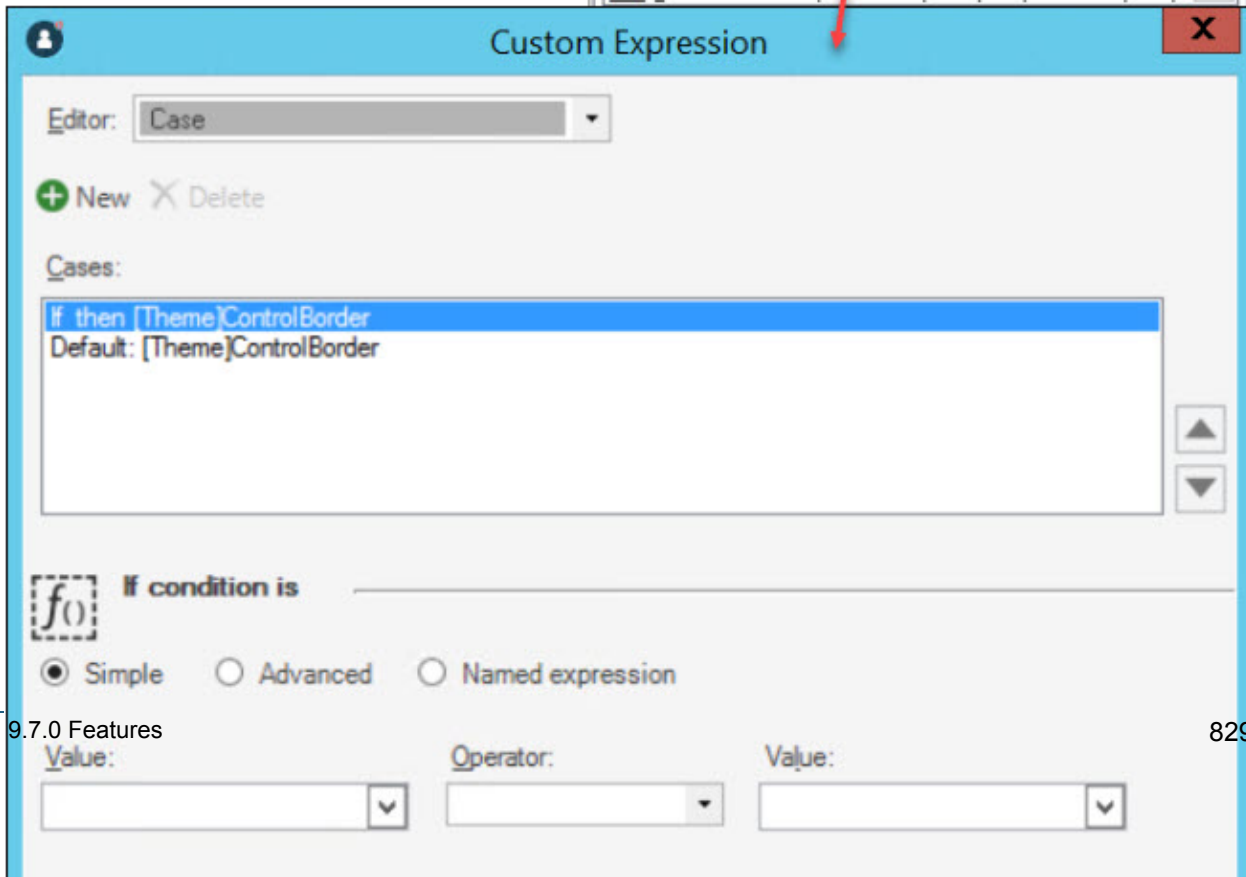 Custom Expression
X
Editor: Case
New Delete
Cases:
If then [Theme]ControlBorder
Default: [Theme]ControlBorder
f() If condition is
Simple Advanced Named expression
9.7.0 Features 829
Value: Operator: Value: